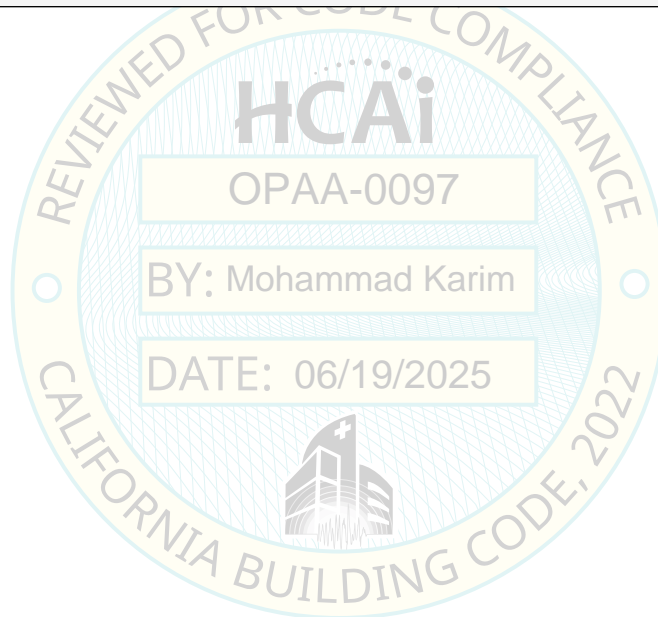 REVIEWED FOR CODE COMPLIANCE
HCAi
OPAA-0097
BY: Mohammad Karim
DATE: 06/19/2025
CALIFORNIA BUILDING CODE, 2022